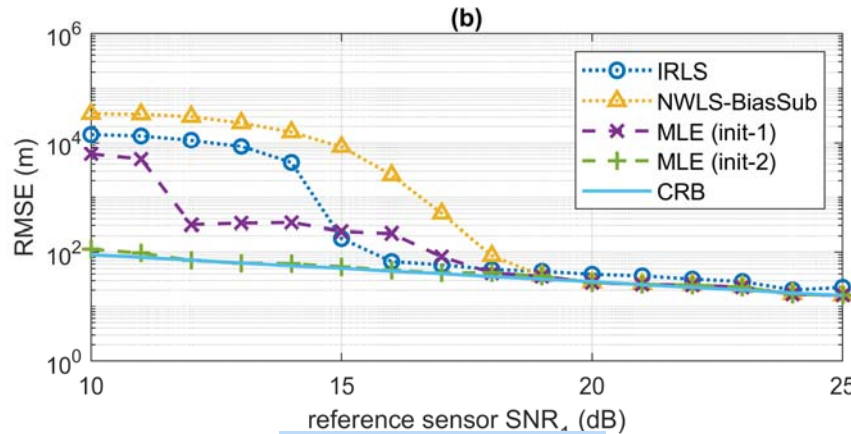 (b)
10^6
10^4
10^2
10^0
RMSE (m)
IRLS
NWLS-BiasSub
MLE (init-1)
MLE (init-2)
CRB
10 15 20 25
reference sensor SNR_1 (dB)